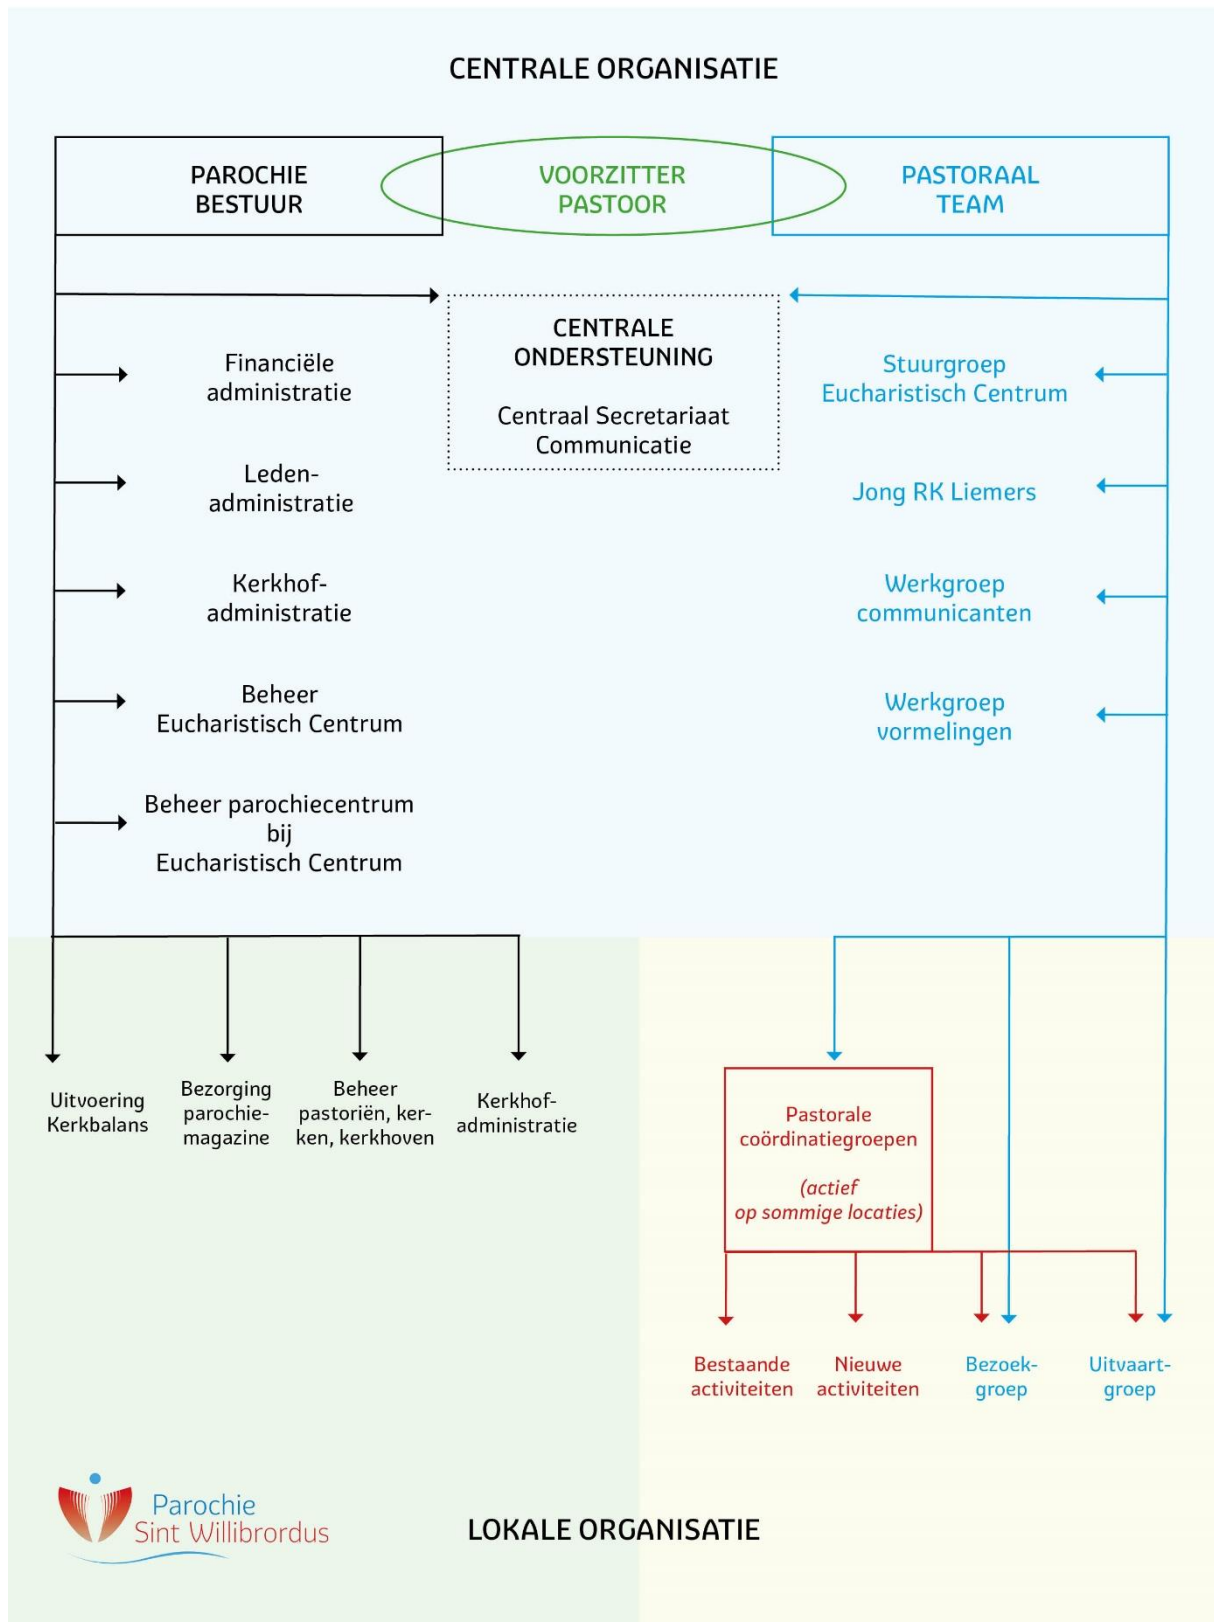 CENTRALE ORGANISATIE
PAROCHIE
BESTUUR
VOORZITTER
PASTOOR
PASTORAAL
TEAM
CENTRALE
ONDERSTEUNING
Centraal Secretariaat
Communicatie
Financiële
administratie
Leden-
administratie
Kerkhof-
administratie
Beheer
Eucharistisch Centrum
Beheer parochiecentrum
bij
Eucharistisch Centrum
Stuurgroep
Eucharistisch Centrum
Jong RK Liemers
Werkgroep
communicanten
Werkgroep
vormelingen
Uitvoering
Kerkbalans
Bezorging
parochie-
magazine
Beheer
pastoriën, ker-
ken, kerkhoven
Kerkhof-
administratie
Pastorale
coördinatiegroepen
(actief
op sommige locaties)
Bestaande
activiteiten
Nieuwe
activiteiten
Bezoek-
groep
Uitvaart-
groep
Parochie
Sint Willibrordus
LOKALE ORGANISATIE